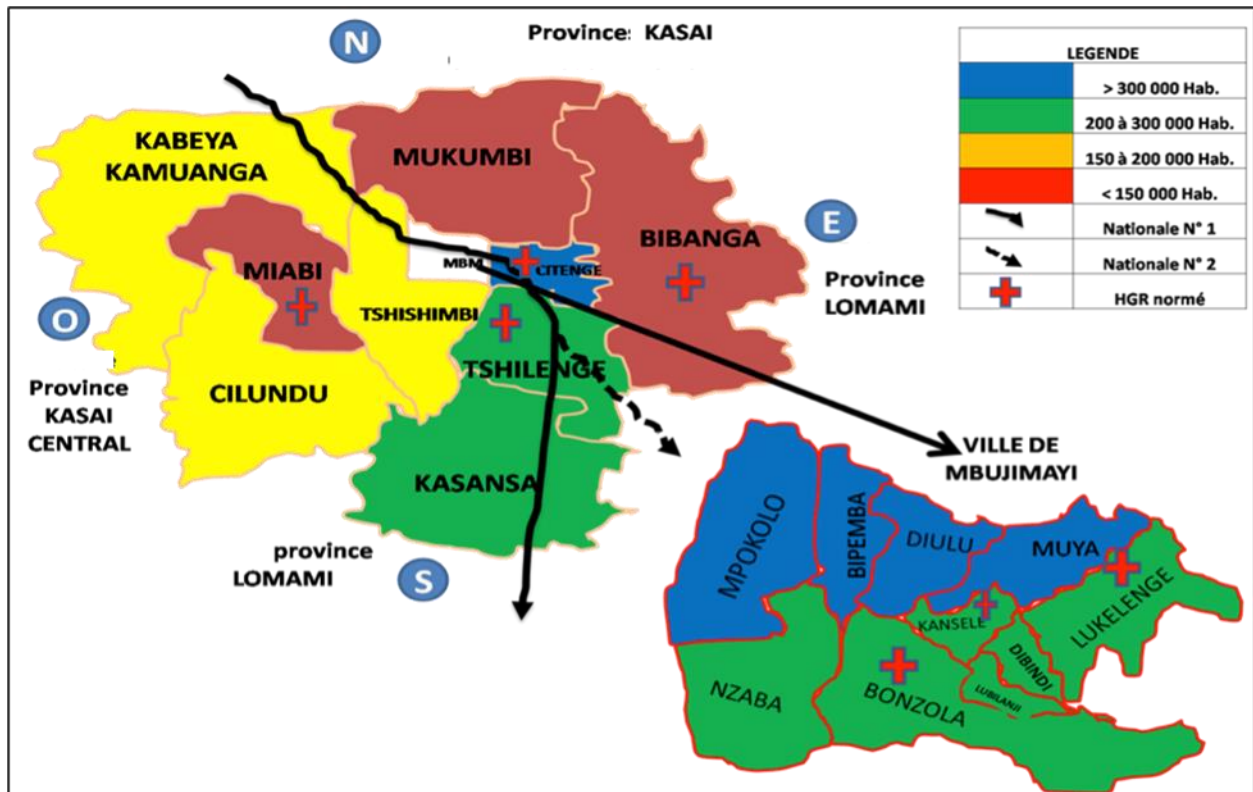 N
Province: KASAI
KABEYA
KAMUANGA
MUKUMBI
MIABI
BIBANGA
E
MBM
CITENGE
Province
LOMAMI
O
TSHISHIMBI
TSHILENGE
CILUNDU
Province
KASAI
CENTRAL
KASANSA
province
LOMAMI
S
LEGENDE
> 300 000 Hab.
200 à 300 000 Hab.
150 à 200 000 Hab.
< 150 000 Hab.
Nationale N° 1
Nationale N° 2
HGR normé
VILLE DE
MBUJIMAYI
MPOKOLO
BIPEMBA
DIULU
MUYA
KANSELE
LUKELENGE
DIBINDI
NZABA
BONZOLA
LUBILANJI